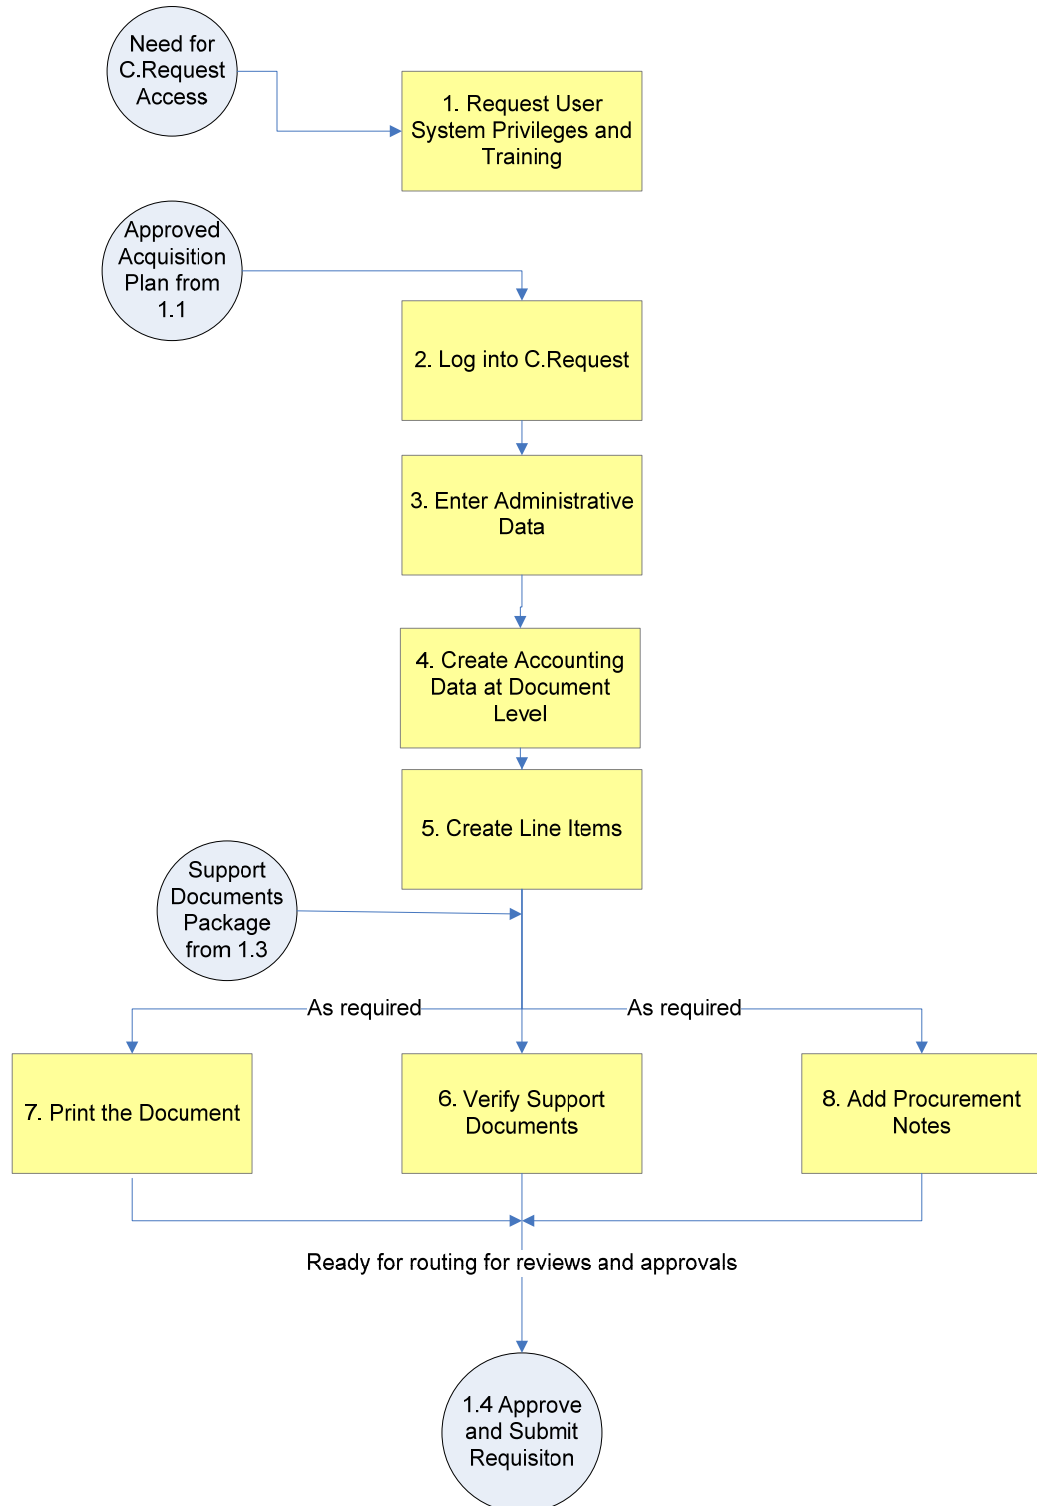 Need for
C.Request
Access
1. Request User
System Privileges and
Training
Approved
Acquisition
Plan from
1.1
2. Log into C.Request
3. Enter Administrative
Data
4. Create Accounting
Data at Document
Level
5. Create Line Items
Support
Documents
Package
from 1.3
As required
As required
7. Print the Document
6. Verify Support
Documents
8. Add Procurement
Notes
Ready for routing for reviews and approvals
1.4 Approve
and Submit
Requisiton